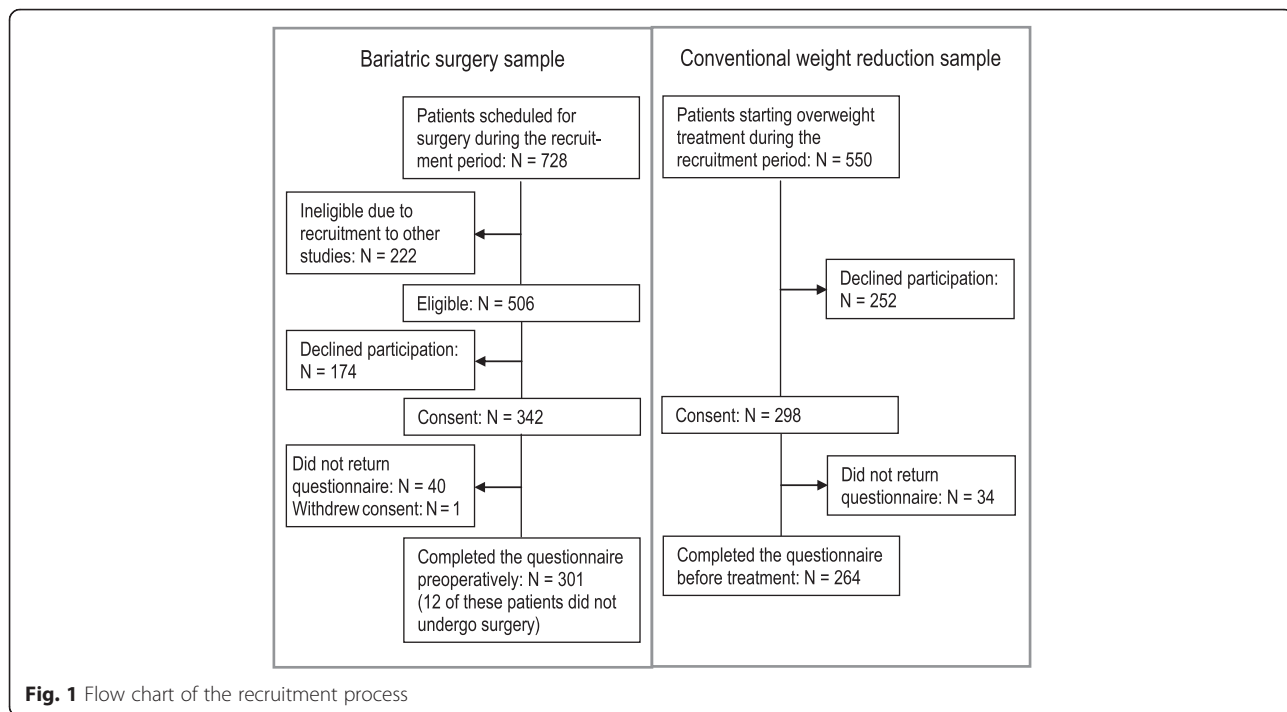 Bariatric surgery sample
Patients scheduled for
surgery during the recruit-
ment period: N = 728
Ineligible due to
recruitment to other
studies: N = 222
Eligible: N = 506
Declined participation:
N = 174
Consent: N = 342
Did not return
questionnaire: N = 40
Withdrew consent: N = 1
Completed the questionnaire
preoperatively: N = 301
(12 of these patients did not
undergo surgery)
Conventional weight reduction sample
Patients starting overweight
treatment during the
recruitment period: N = 550
Declined participation:
N = 252
Consent: N = 298
Did not return
questionnaire: N = 34
Completed the questionnaire
before treatment: N = 264
Fig. 1 Flow chart of the recruitment process